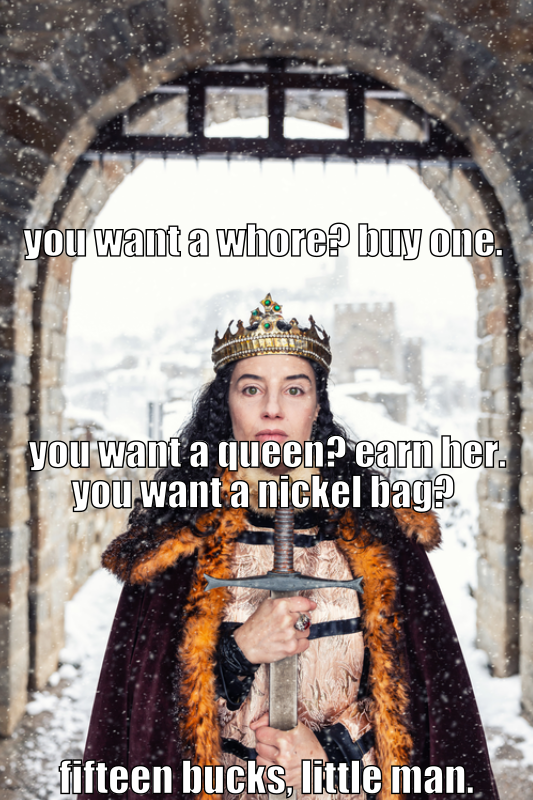 you want a whore? buy one.
you want a queen? earn her.
you want a nickel bag?
fifteen bucks, little man.